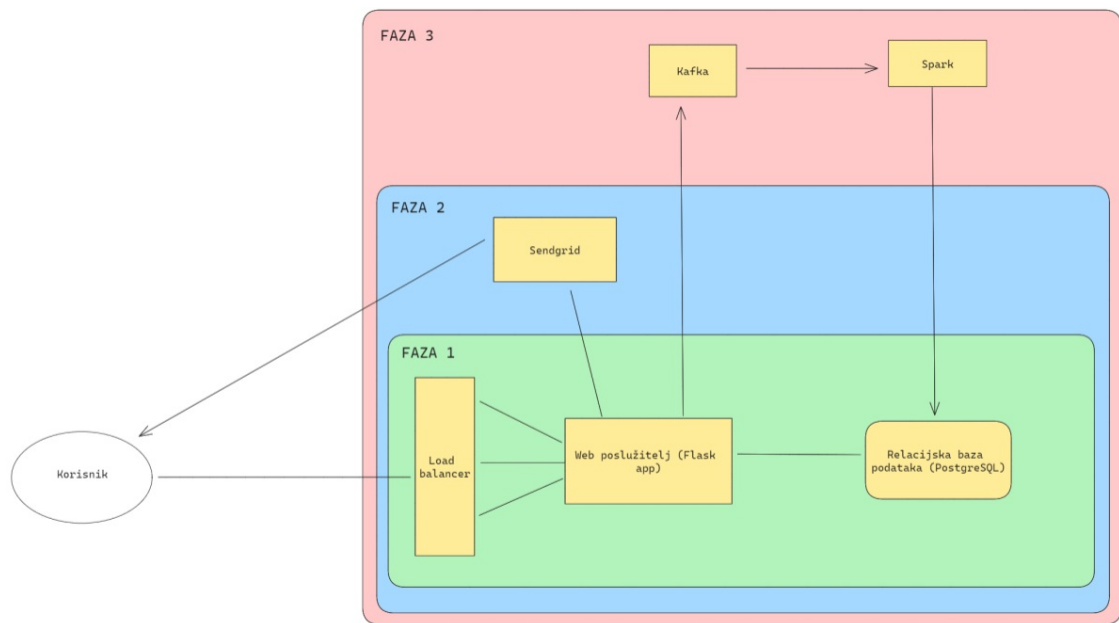 FAZA 3
Kafka
Spark
FAZA 2
Sendgrid
FAZA 1
Korisnik
Load
balancer
Web poslužitelj (Flask
app)
Relacijska baza
podataka (PostgreSQL)